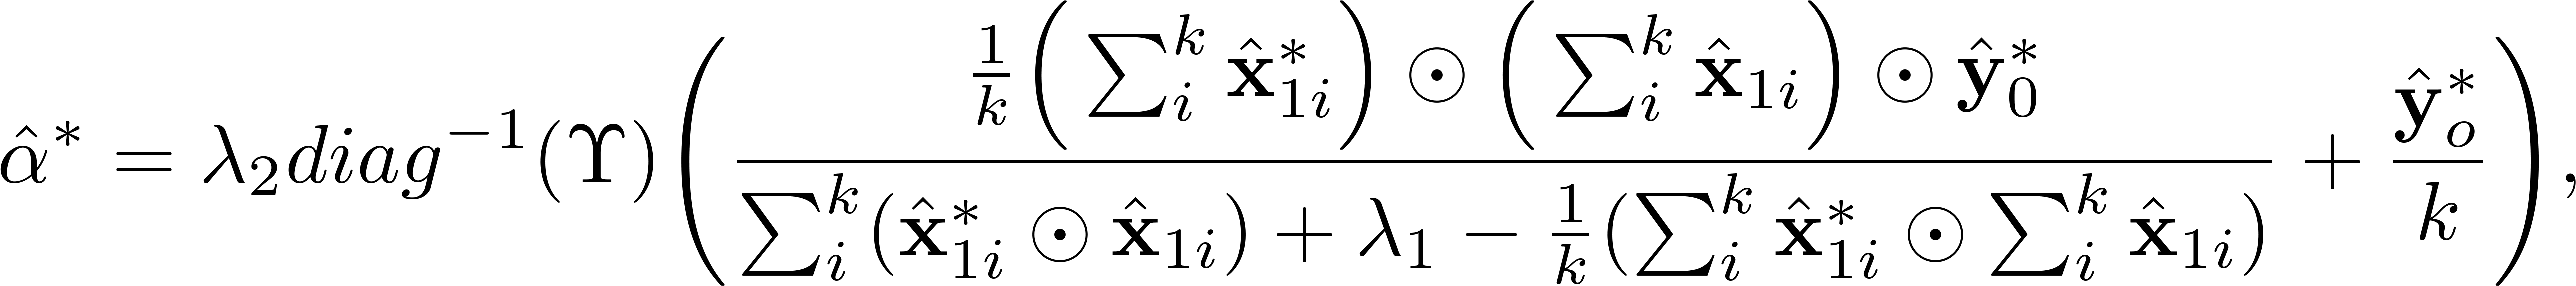 \hat{\alpha}^* = \lambda_2 diag^{-1}(\Upsilon)\left(\frac{\frac{1}{k}\left(\sum_i^k \hat{\mathbf{x}}_{1i}^*\right) \odot \left(\sum_i^k \hat{\mathbf{x}}_{1i}\right) \odot \hat{\mathbf{y}}_0^*}{\sum_i^k (\hat{\mathbf{x}}_{1i}^* \odot \hat{\mathbf{x}}_{1i}) + \lambda_1 - \frac{1}{k}(\sum_i^k \hat{\mathbf{x}}_{1i}^* \odot \sum_i^k \hat{\mathbf{x}}_{1i})} + \frac{\hat{\mathbf{y}}_o^*}{k}\right),